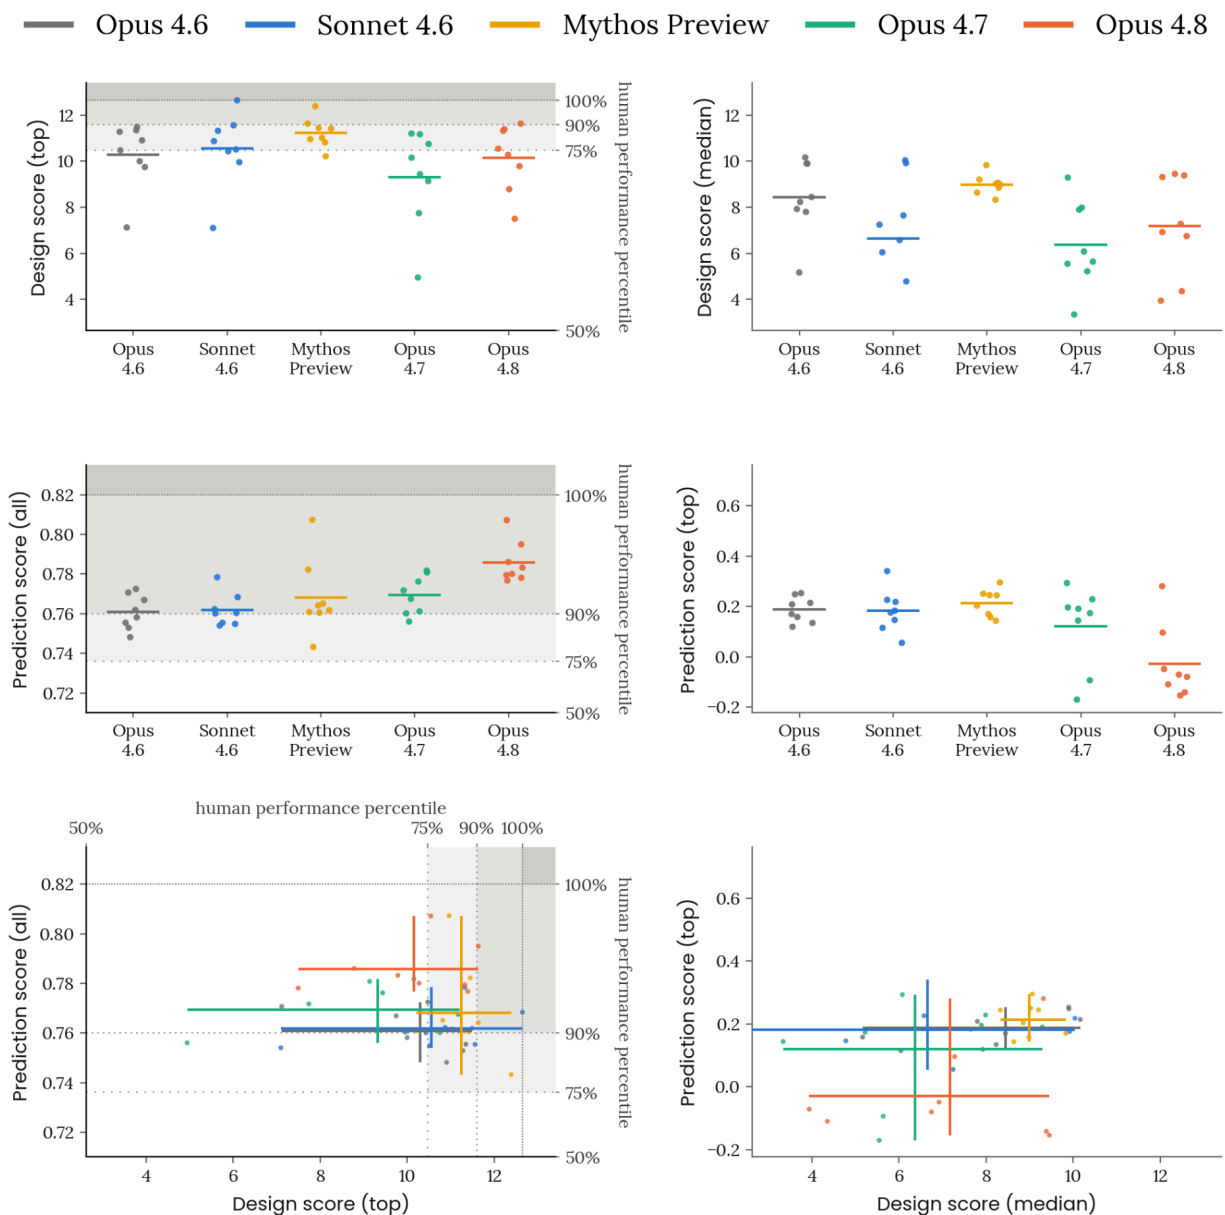 Opus 4.6 Sonnet 4.6 Mythos Preview Opus 4.7 Opus 4.8
Design score (top)
12
10
8
6
4
100%
90%
75%
50%
human performance percentile
Opus 4.6
Sonnet 4.6
Mythos Preview
Opus 4.7
Opus 4.8
Design score (median)
12
10
8
6
4
Opus 4.6
Sonnet 4.6
Mythos Preview
Opus 4.7
Opus 4.8
Prediction score (all)
0.82
0.80
0.78
0.76
0.74
0.72
100%
90%
75%
50%
human performance percentile
Opus 4.6
Sonnet 4.6
Mythos Preview
Opus 4.7
Opus 4.8
Prediction score (top)
0.6
0.4
0.2
0.0
−0.2
Opus 4.6
Sonnet 4.6
Mythos Preview
Opus 4.7
Opus 4.8
human performance percentile
50% 75% 90% 100%
Prediction score (all)
0.82
0.80
0.78
0.76
0.74
0.72
100%
90%
75%
50%
human performance percentile
4 6 8 10 12
Design score (top)
Prediction score (top)
0.6
0.4
0.2
0.0
−0.2
4 6 8 10 12
Design score (median)